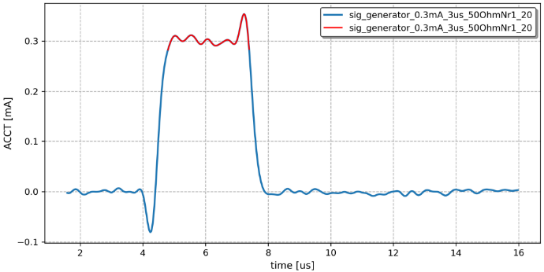 sig_generator_0.3mA_3us_50OhmNr1_20
sig_generator_0.3mA_3us_50OhmNr1_20
0.3
0.2
0.1
0.0
−0.1
ACCT [mA]
2 4 6 8 10 12 14 16
time [us]